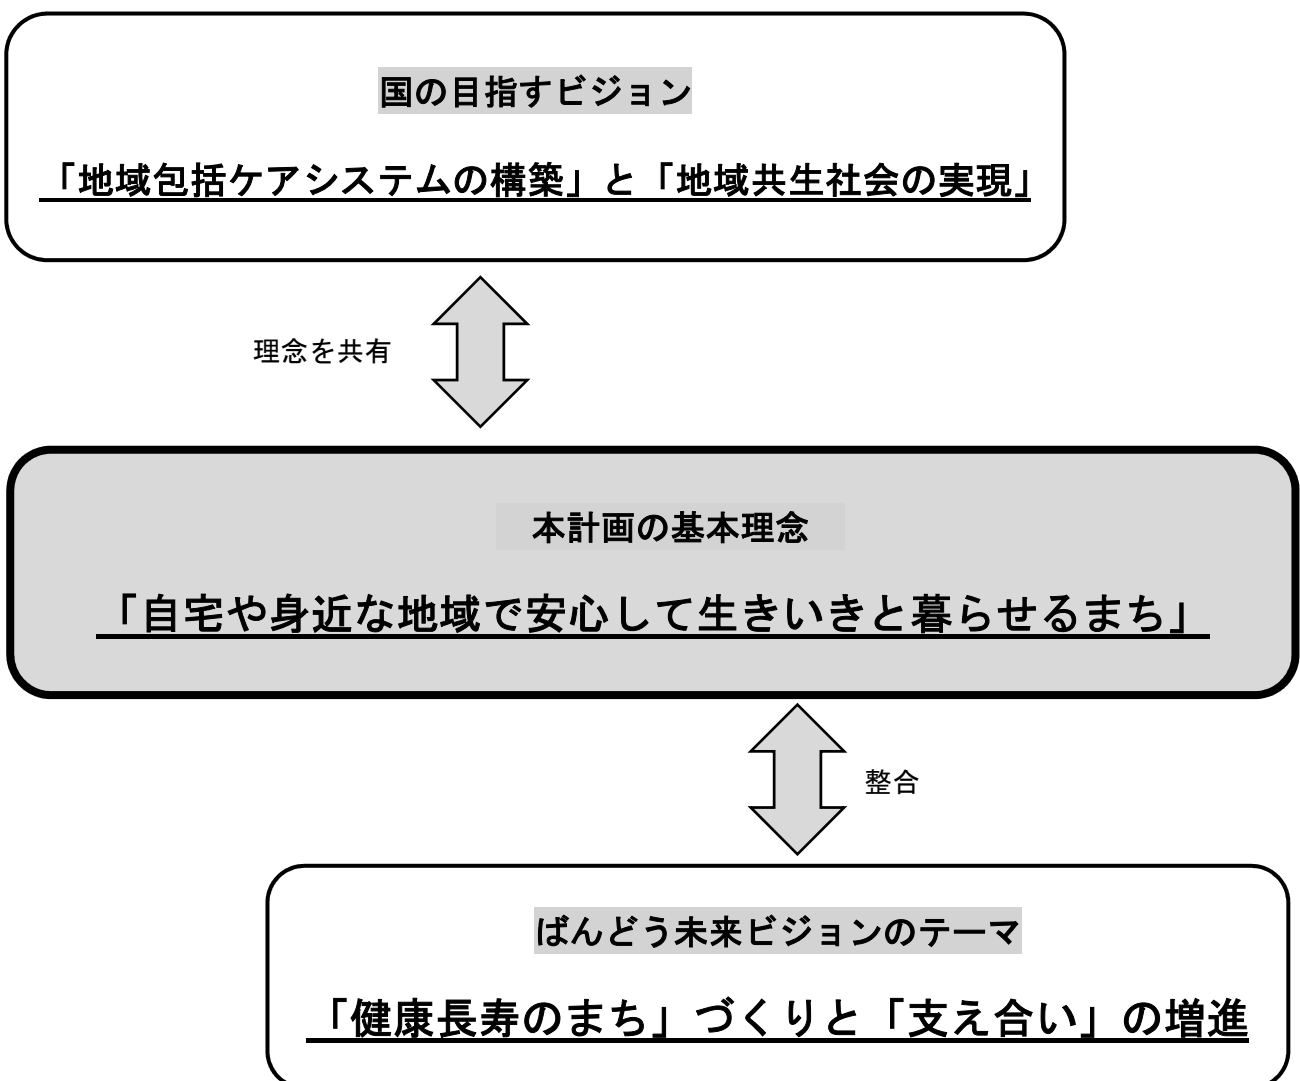 国の目指すビジョン
「地域包括ケアシステムの構築」と「地域共生社会の実現」
理念を共有
本計画の基本理念
「自宅や身近な地域で安心して生きいきと暮らせるまち」
整合
ばんどう未来ビジョンのテーマ
「健康長寿のまち」づくりと「支え合い」の増進